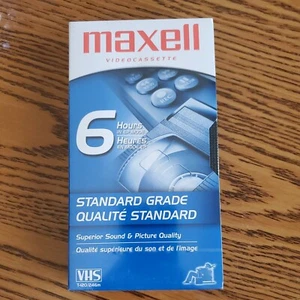 maxell
VIDEOCASSETTE
6 Hours
Heures
STANDARD GRADE
QUALITÉ STANDARD
Superior Sound & Picture Quality
Qualité supérieure du son et de l'image
VHS